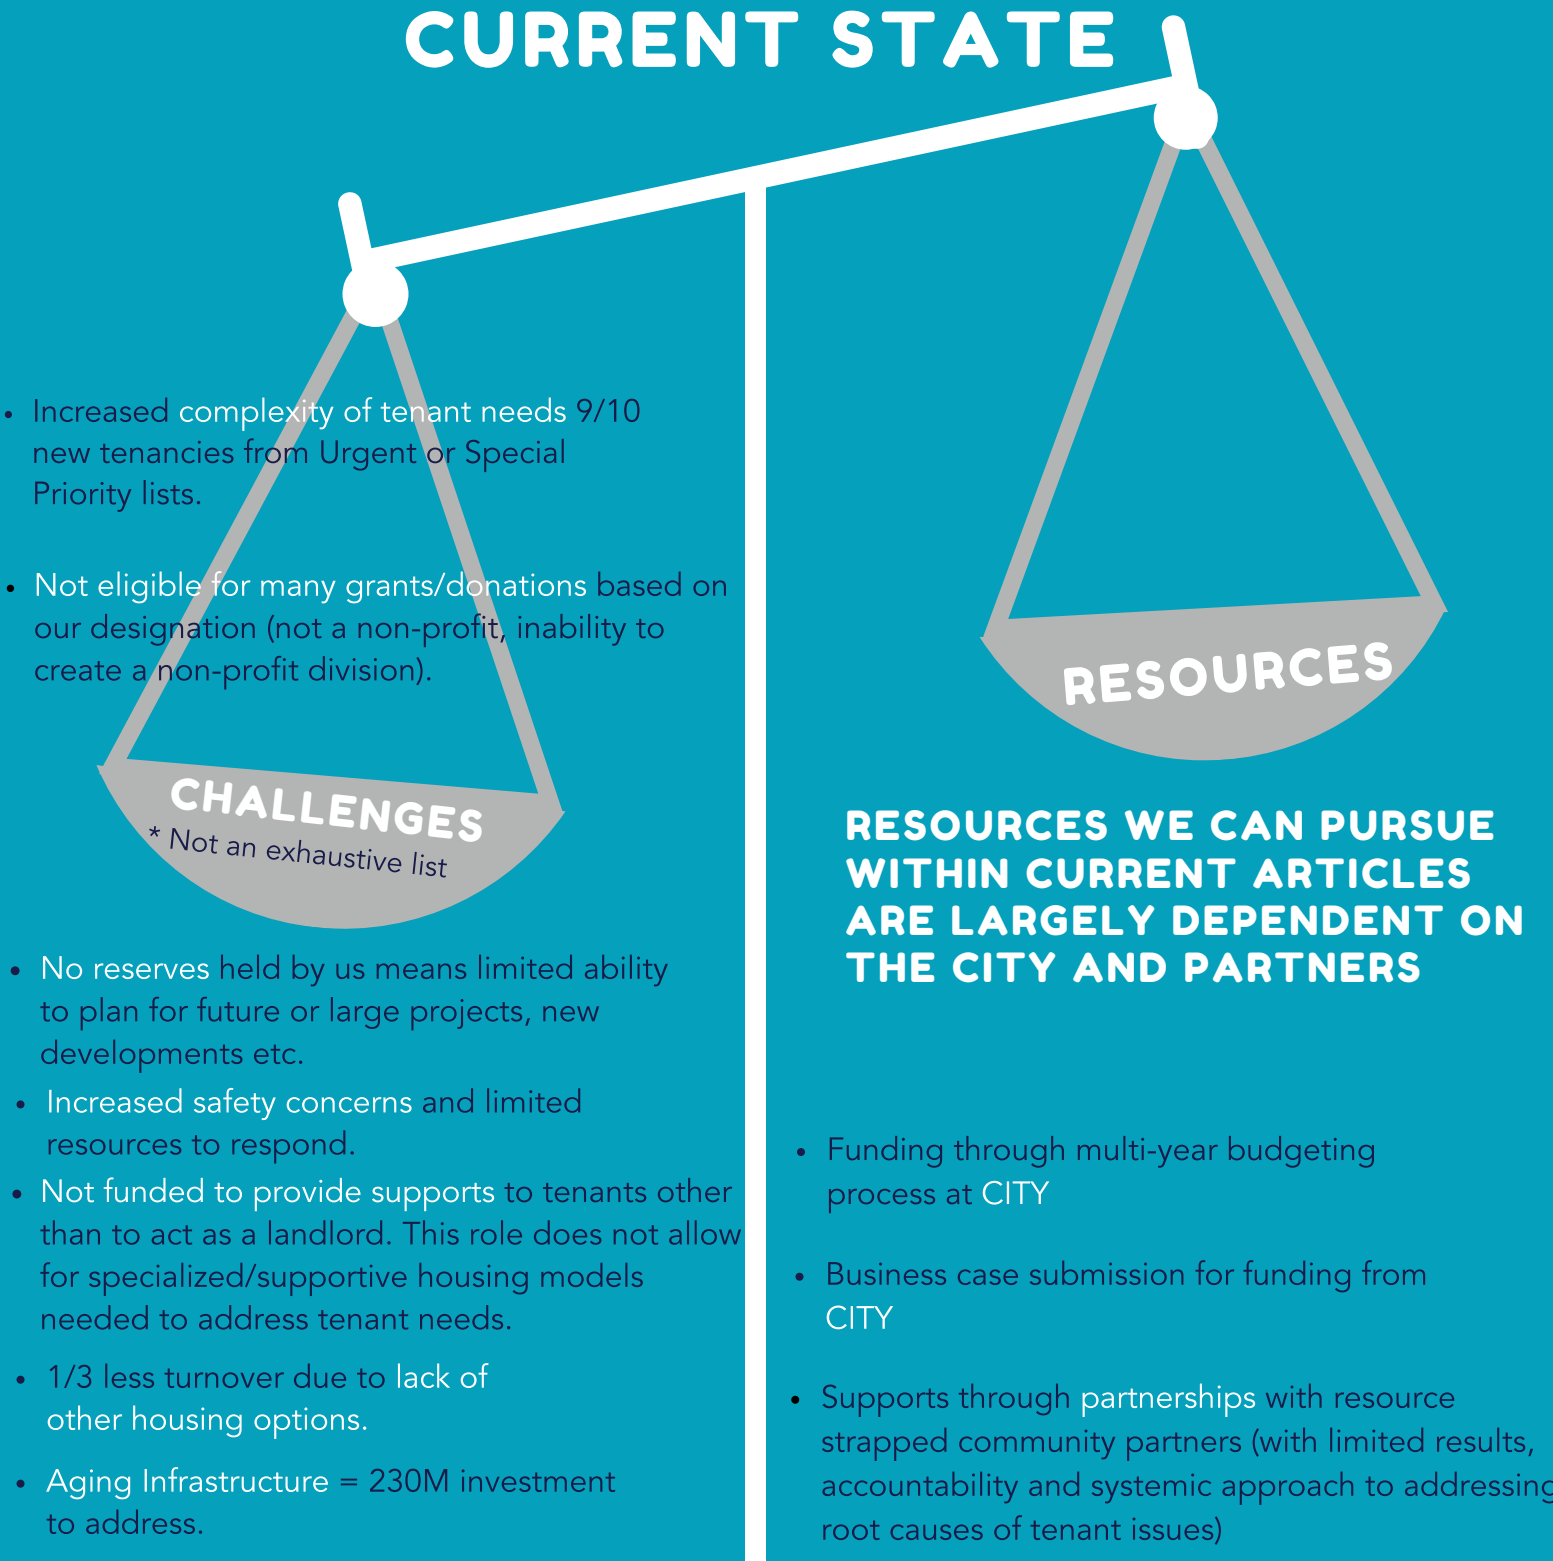 CURRENT STATE
• Increased complexity of tenant needs 9/10
new tenancies from Urgent or Special
Priority lists.
• Not eligible for many grants/donations based on
our designation (not a non-profit, inability to
create a non-profit division).
CHALLENGES
* Not an exhaustive list
• No reserves held by us means limited ability
to plan for future or large projects, new
developments etc.
• Increased safety concerns and limited
resources to respond.
• Not funded to provide supports to tenants other
than to act as a landlord. This role does not allow
for specialized/supportive housing models
needed to address tenant needs.
• 1/3 less turnover due to lack of
other housing options.
• Aging Infrastructure = 230M investment
to address.
RESOURCES
RESOURCES WE CAN PURSUE
WITHIN CURRENT ARTICLES
ARE LARGELY DEPENDENT ON
THE CITY AND PARTNERS
• Funding through multi-year budgeting
process at CITY
• Business case submission for funding from
CITY
• Supports through partnerships with resource
strapped community partners (with limited results,
accountability and systemic approach to addressing
root causes of tenant issues)